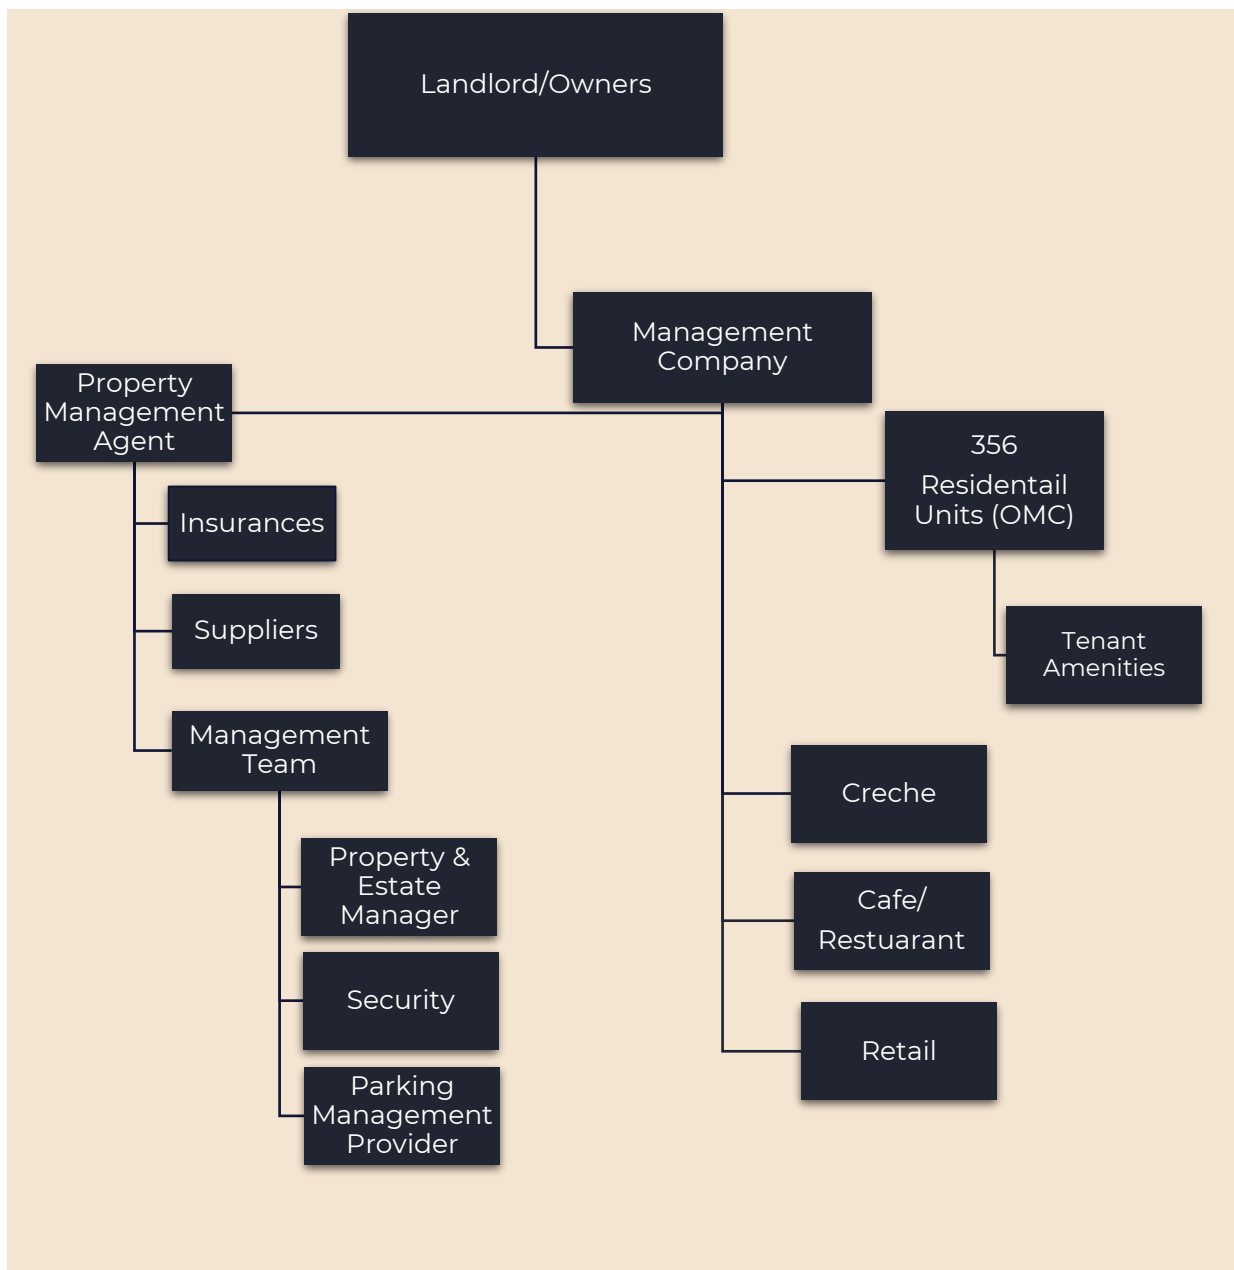 Landlord/Owners
Management
Company
Property
Management
Agent
356
Residentail
Units (OMC)
Insurances
Suppliers
Tenant
Amenities
Management
Team
Creche
Property &
Estate
Manager
Cafe/
Restuarant
Security
Retail
Parking
Management
Provider